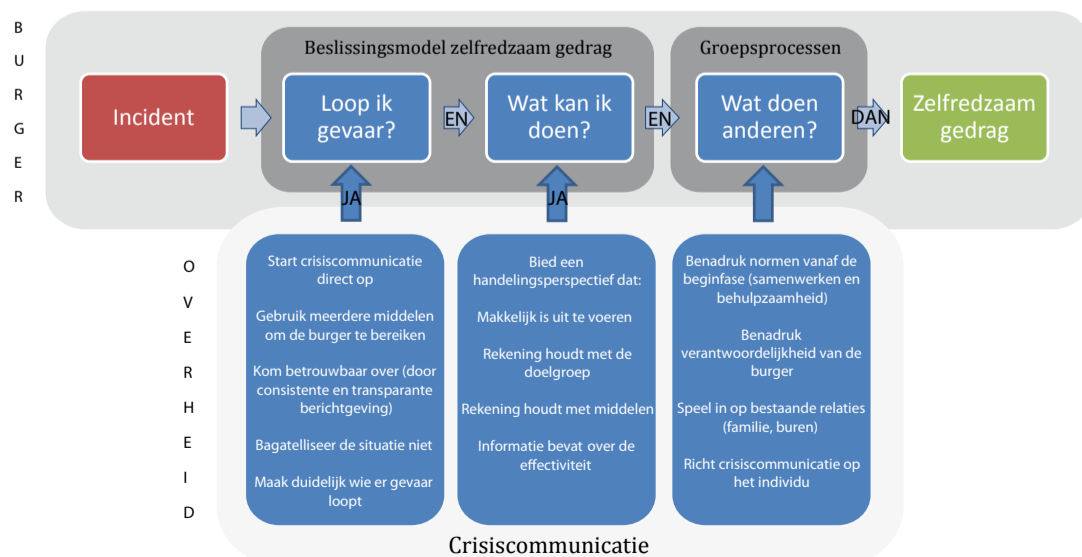 B
U
R
G
E
R
Beslissingsmodel zelfredzaam gedrag
Groepsprocessen
Incident
Loop ik
gevaar?
EN
Wat kan ik
doen?
EN
Wat doen
anderen?
DAN
Zelfredzaam
gedrag
JA
JA
O
V
E
R
H
E
I
D
Start crisiscommunicatie
direct op
Gebruik meerdere middelen
om de burger te bereiken
Kom betrouwbaar over (door
consistente en transparante
berichtgeving)
Bagatelliseer de situatie niet
Maak duidelijk wie er gevaar
loopt
Bied een
handelingsperspectief dat:
Makkelijk is uit te voeren
Rekening houdt met de
doelgroep
Rekening houdt met middelen
Informatie bevat over de
effectiviteit
Benadruk normen vanaf de
beginfase (samenwerken en
behulpzaamheid)
Benadruk
verantwoordelijkheid van de
burger
Speel in op bestaande relaties
(familie, buren)
Richt crisiscommunicatie op
het individu
Crisiscommunicatie